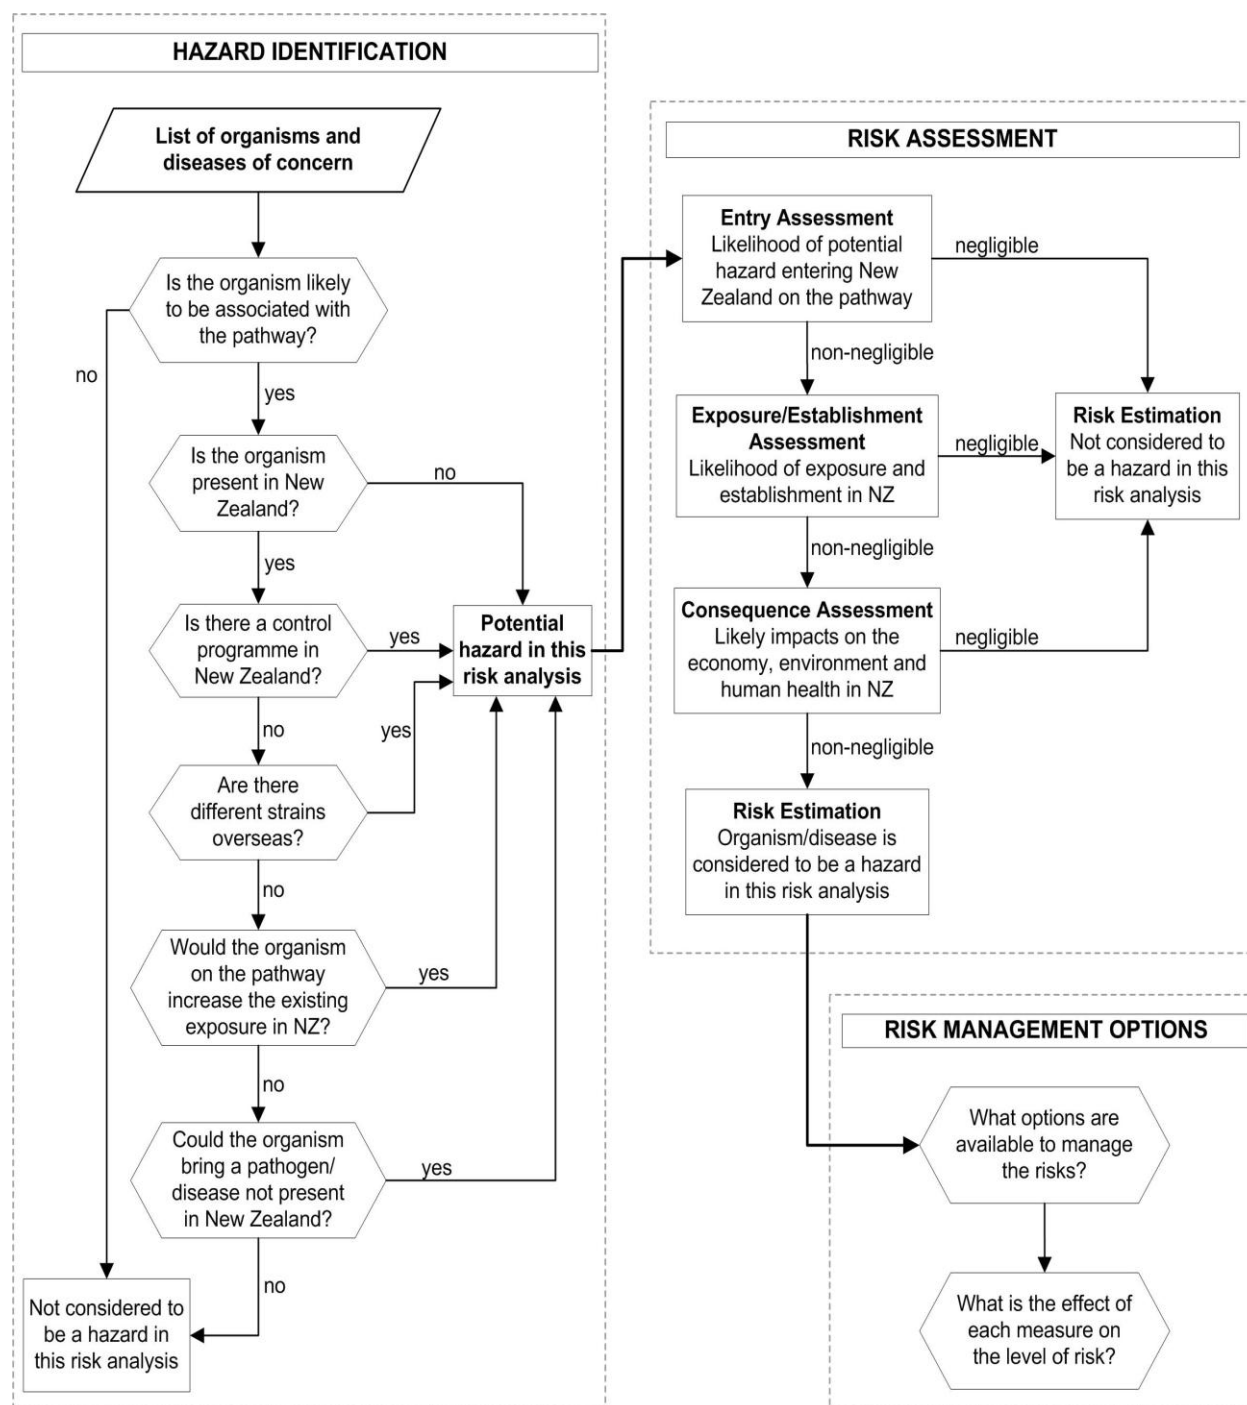 HAZARD IDENTIFICATION
List of organisms and
diseases of concern
Is the organism likely
to be associated with
the pathway?
no
yes
Is the organism
present in New
Zealand?
no
yes
Is there a control
programme in
New Zealand?
yes
no
Are there
different strains
overseas?
yes
no
Would the organism
on the pathway
increase the existing
exposure in NZ?
yes
no
Could the organism
bring a pathogen/
disease not present
in New Zealand?
yes
no
Not considered to
be a hazard in
this risk analysis
Potential
hazard in this
risk analysis
RISK ASSESSMENT
Entry Assessment
Likelihood of potential
hazard entering New
Zealand on the pathway
negligible
non-negligible
Exposure/Establishment
Assessment
Likelihood of exposure and
establishment in NZ
negligible
non-negligible
Consequence Assessment
Likely impacts on the
economy, environment and
human health in NZ
negligible
non-negligible
Risk Estimation
Not considered to
be a hazard in this
risk analysis
Risk Estimation
Organism/disease is
considered to be a hazard
in this risk analysis
RISK MANAGEMENT OPTIONS
What options are
available to manage
the risks?
What is the effect of
each measure on
the level of risk?